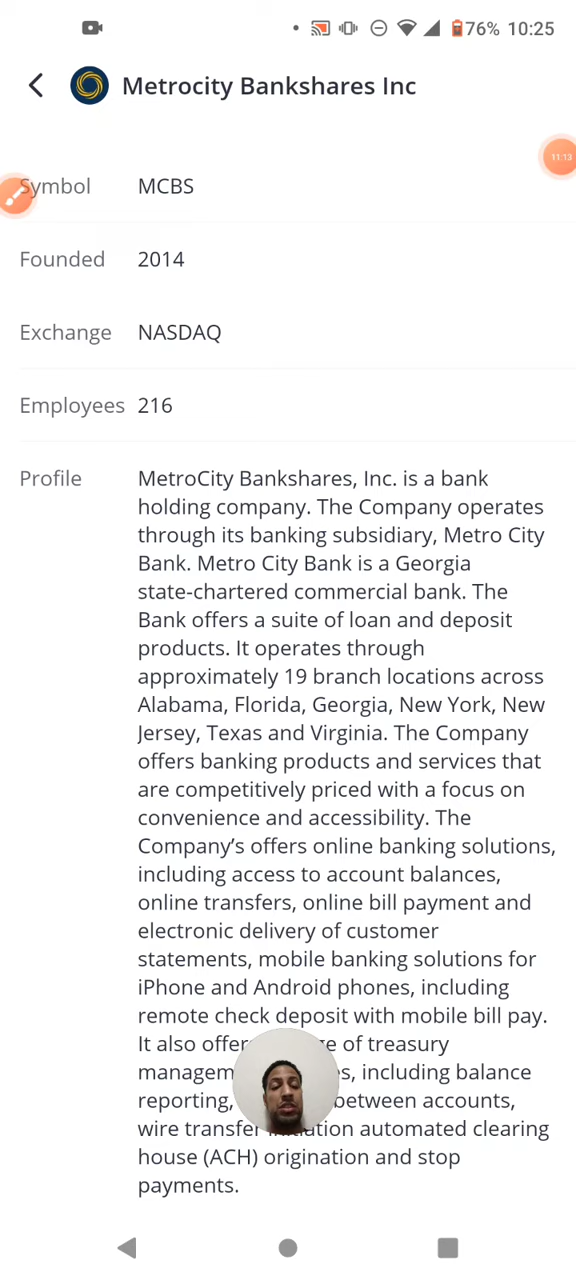 76% 10:25
Metrocity Bankshares Inc
11:13
Symbol MCBS
Founded 2014
Exchange NASDAQ
Employees 216
Profile MetroCity Bankshares, Inc. is a bank
holding company. The Company operates
through its banking subsidiary, Metro City
Bank. Metro City Bank is a Georgia
state-chartered commercial bank. The
Bank offers a suite of loan and deposit
products. It operates through
approximately 19 branch locations across
Alabama, Florida, Georgia, New York, New
Jersey, Texas and Virginia. The Company
offers banking products and services that
are competitively priced with a focus on
convenience and accessibility. The
Company’s offers online banking solutions,
including access to account balances,
online transfers, online bill payment and
electronic delivery of customer
statements, mobile banking solutions for
iPhone and Android phones, including
remote check deposit with mobile bill pay.
It also offer of treasury
managem including balance
reporting, between accounts,
wire transfer automated clearing
house (ACH) origination and stop
payments.